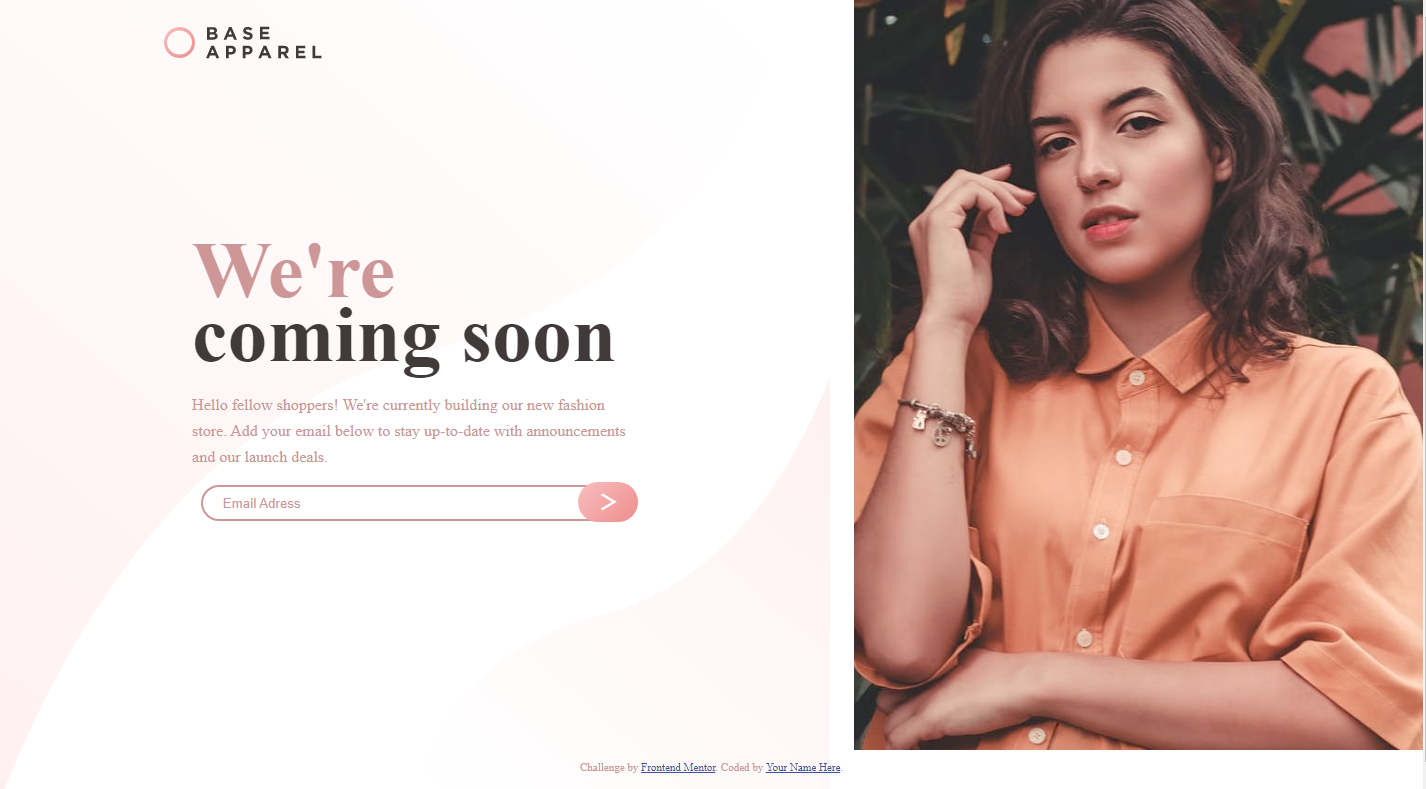 BASE
APPAREL
We're
coming soon
Hello fellow shoppers! We're currently building our new fashion
store. Add your email below to stay up-to-date with announcements
and our launch deals.
Email Adress
Challenge by Frontend Mentor. Coded by Your Name Here.